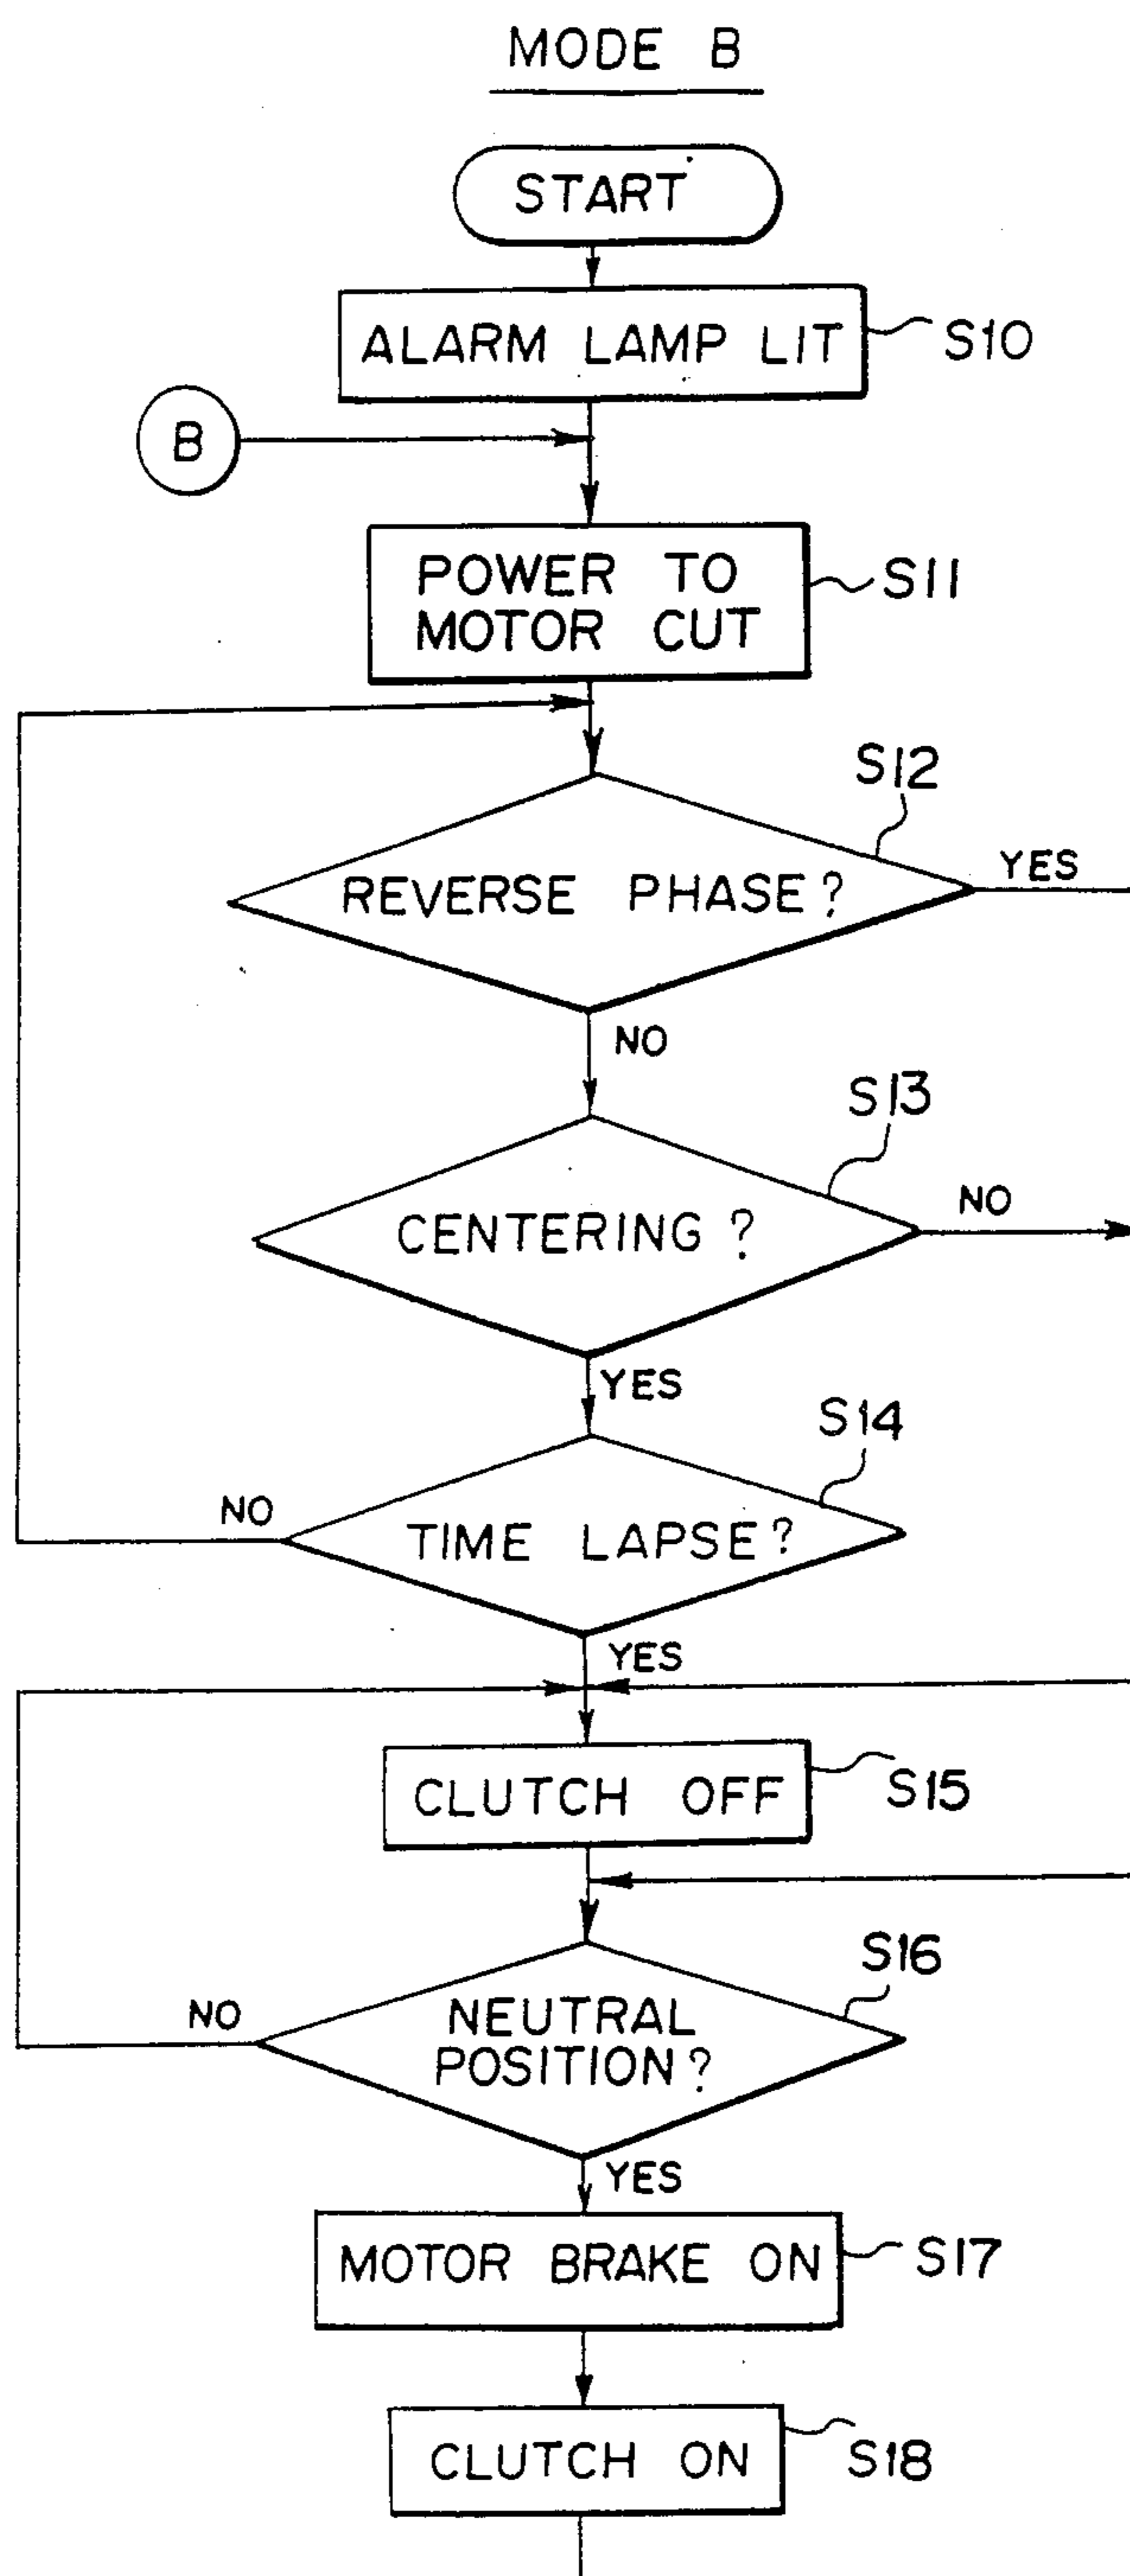 MODE B
START
ALARM LAMP LIT
S10
B
POWER TO
MOTOR CUT
S11
S12
REVERSE PHASE?
YES
NO
S13
CENTERING?
NO
YES
S14
NO
TIME LAPSE?
YES
CLUTCH OFF
S15
S16
NO
NEUTRAL
POSITION?
YES
MOTOR BRAKE ON
S17
CLUTCH ON
S18